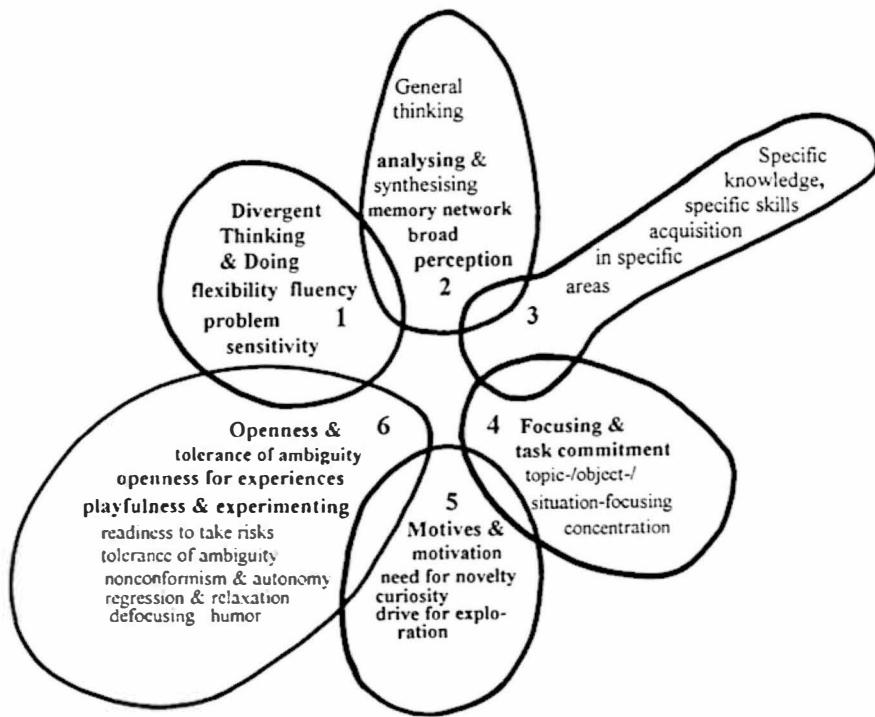 General
thinking
analysing &
synthesising
memory network
broad
perception
2
Divergent
Thinking
& Doing
flexibility fluency
problem 1
sensitivity
Specific
knowledge,
specific skills
acquisition
in specific
areas
3
6
Openness &
tolerance of ambiguity
openness for experiences
playfulness & experimenting
readiness to take risks
tolerance of ambiguity
nonconformism & autonomy
regression & relaxation
defocusing humor
4 Focusing &
task commitment
topic-/object-/
situation-focusing
concentration
5
Motives &
motivation
need for novelty
curiosity
drive for explo-
ration